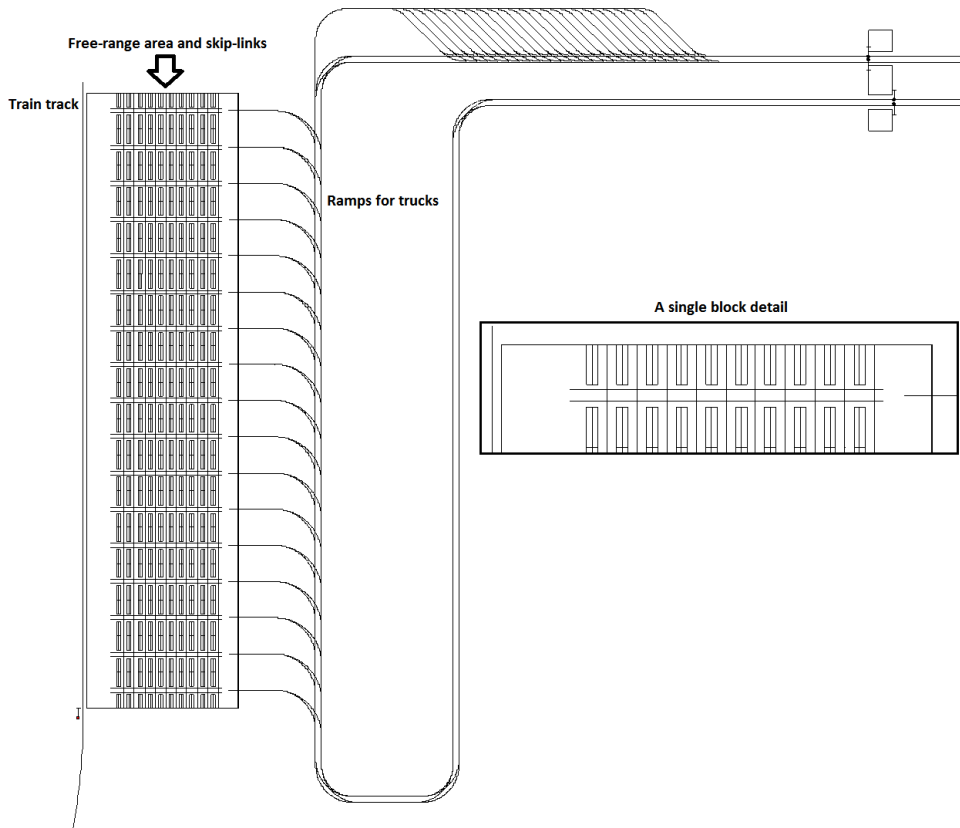 Free-range area and skip-links
Train track
Ramps for trucks
A single block detail